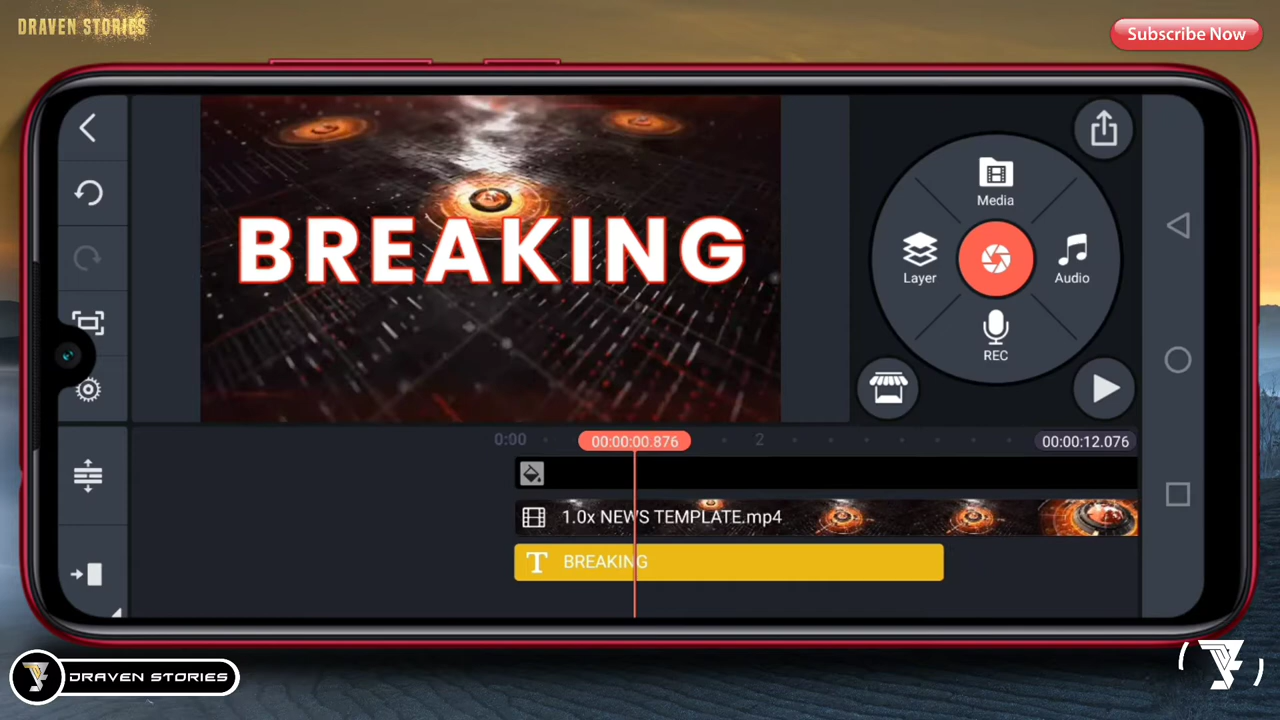 DRAVEN STORIES
Subscribe Now
BREAKING
Media
Layer
Audio
REC
0:00
00:00:00.876
2
00:00:12.076
1.0x NEWS TEMPLATE.mp4
T BREAKING
DRAVEN STORIES